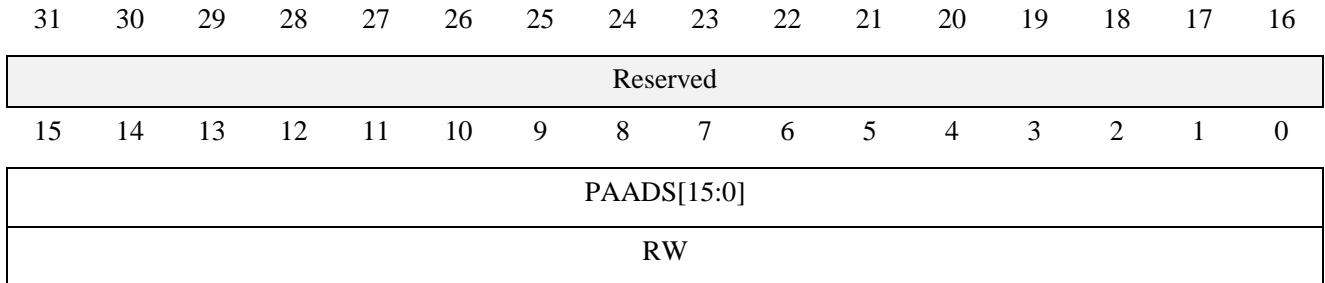 31 30 29 28 27 26 25 24 23 22 21 20 19 18 17 16
Reserved
15 14 13 12 11 10 9 8 7 6 5 4 3 2 1 0
PAADS[15:0]
RW